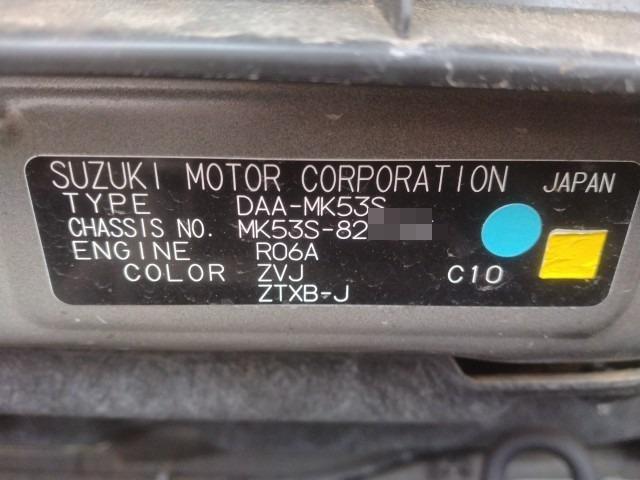 SUZUKI MOTOR CORPORATION JAPAN
TYPE DAA-MK53S
CHASSIS NO. MK53S-82
ENGINE R06A
COLOR ZVJ C10
ZTXB-J